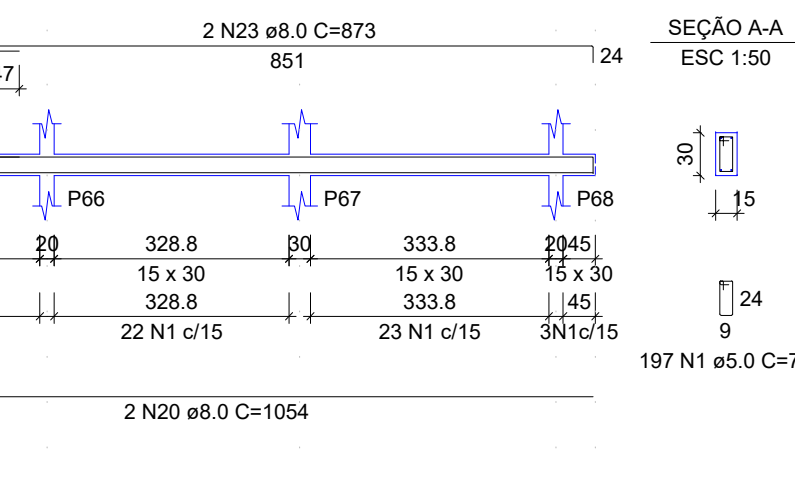 2 N23 ø8.0 C=873
851
24
SEÇÃO A-A
ESC 1:50
P66
P67
P68
30
15
20
328.8
30
333.8
20
45
15 x 30
15 x 30
15 x 30
328.8
333.8
45
22 N1 c/15
23 N1 c/15
3N1c/15
24
9
197 N1 ø5.0 C=7
2 N20 ø8.0 C=1054